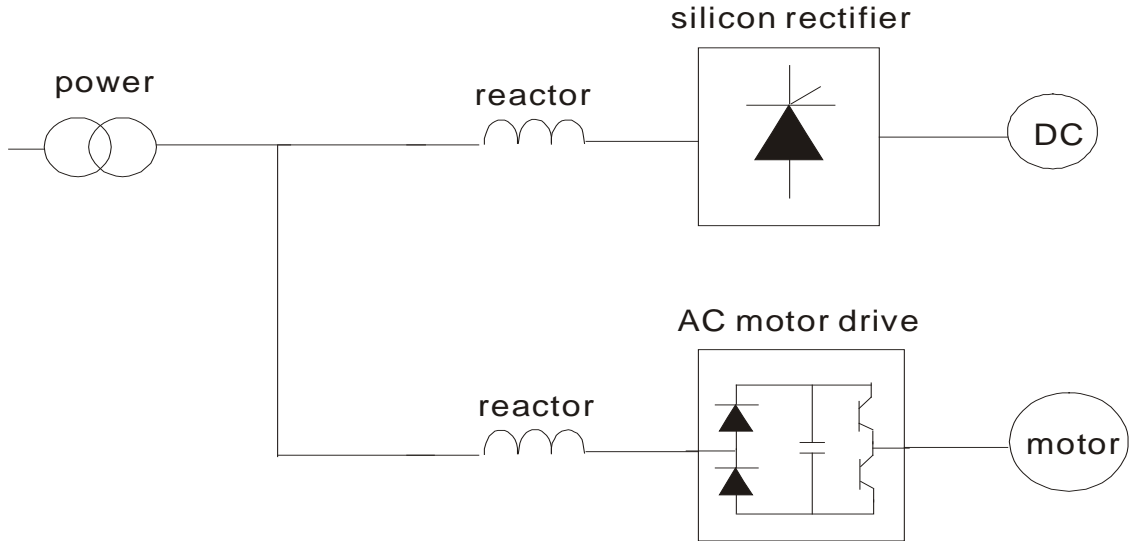 silicon rectifier
power
reactor
DC
AC motor drive
reactor
motor